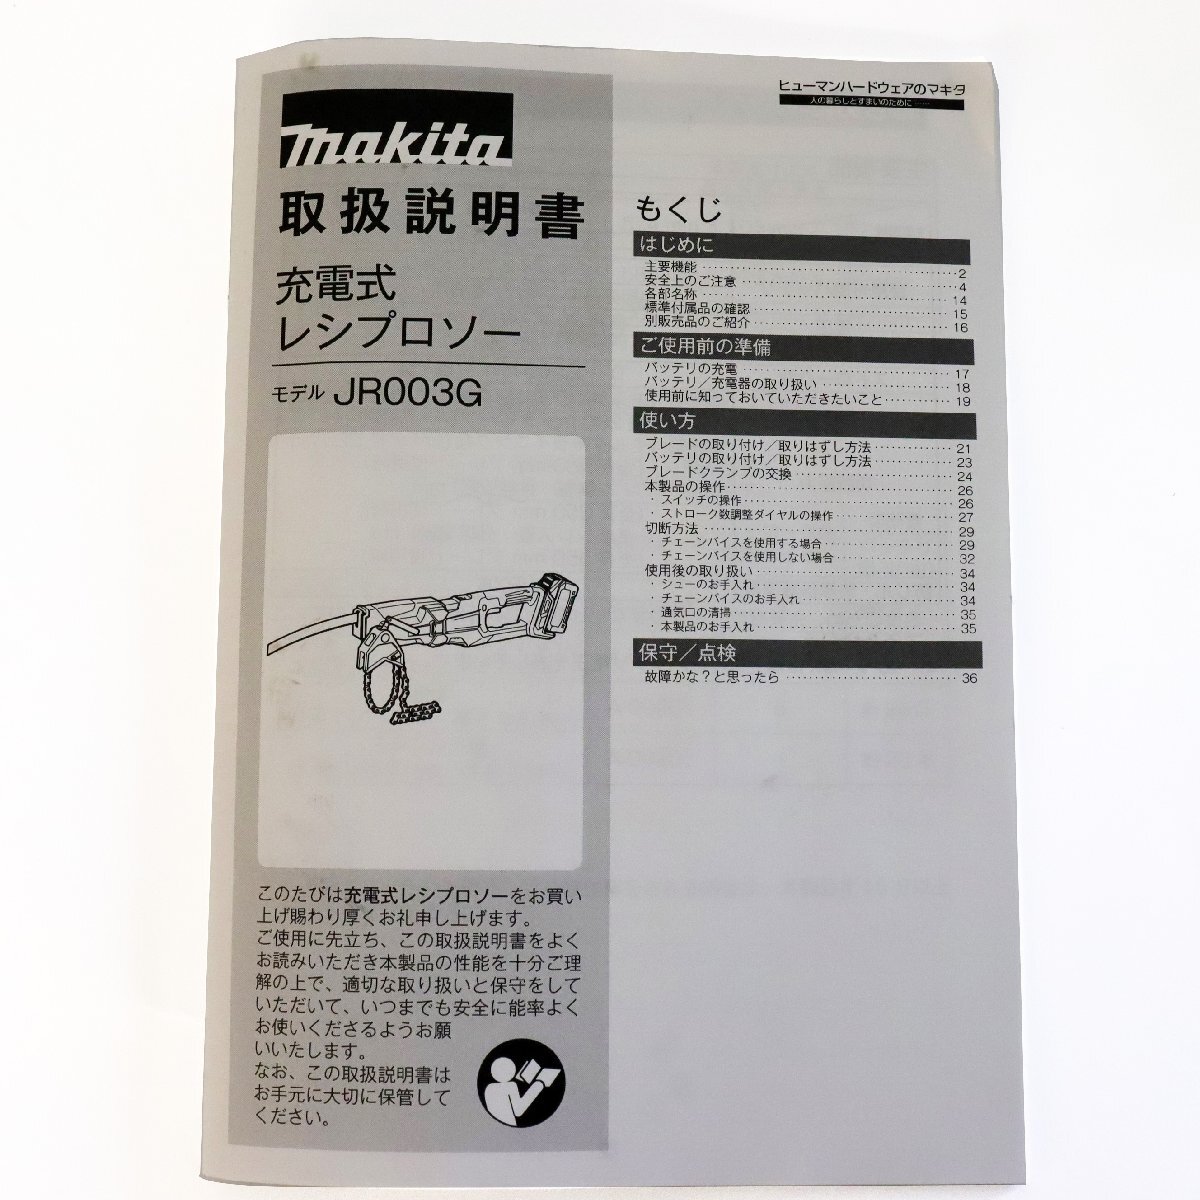 makita
取扱説明書
充電式
レシプロソー
モデル JR003G
このたびは充電式レシプロソーをお買い
上げ賜わり厚くお礼申し上げます。
ご使用に先立ち、この取扱説明書をよく
お読みいただき本製品の性能を十分ご理
解の上で、適切な取り扱いと保守をして
いただいて、いつまでも安全に能率よく
お使いくださるようお願
いいたします。
なお、この取扱説明書は
お手元に大切に保管して
ください。
ヒューマンハードウェアのマキタ
人の暮らしとすまいのために ……
もくじ
はじめに
主要機能 ……………………………… 2
安全上のご注意 ……………………… 4
各部名称 ……………………………… 14
標準付属品の確認 …………………… 15
別販売品のご紹介 …………………… 16
ご使用前の準備
バッテリの充電 ……………………… 17
バッテリ／充電器の取り扱い ……… 18
使用前に知っておいていただきたいこと ……… 19
使い方
ブレードの取り付け／取りはずし方法 ……… 21
バッテリの取り付け／取りはずし方法 ……… 23
ブレードクランプの交換 …………… 24
本製品の操作 ………………………… 26
・スイッチの操作 …………………… 26
・ストローク数調整ダイヤルの操作 ……… 27
切断方法 ……………………………… 29
・チェーンバイスを使用する場合 ……… 29
・チェーンバイスを使用しない場合 ……… 32
使用後の取り扱い …………………… 34
・シューのお手入れ ………………… 34
・チェーンバイスのお手入れ ……… 34
・通気口の清掃 ……………………… 35
・本製品のお手入れ ………………… 35
保守／点検
故障かな？と思ったら ……………… 36